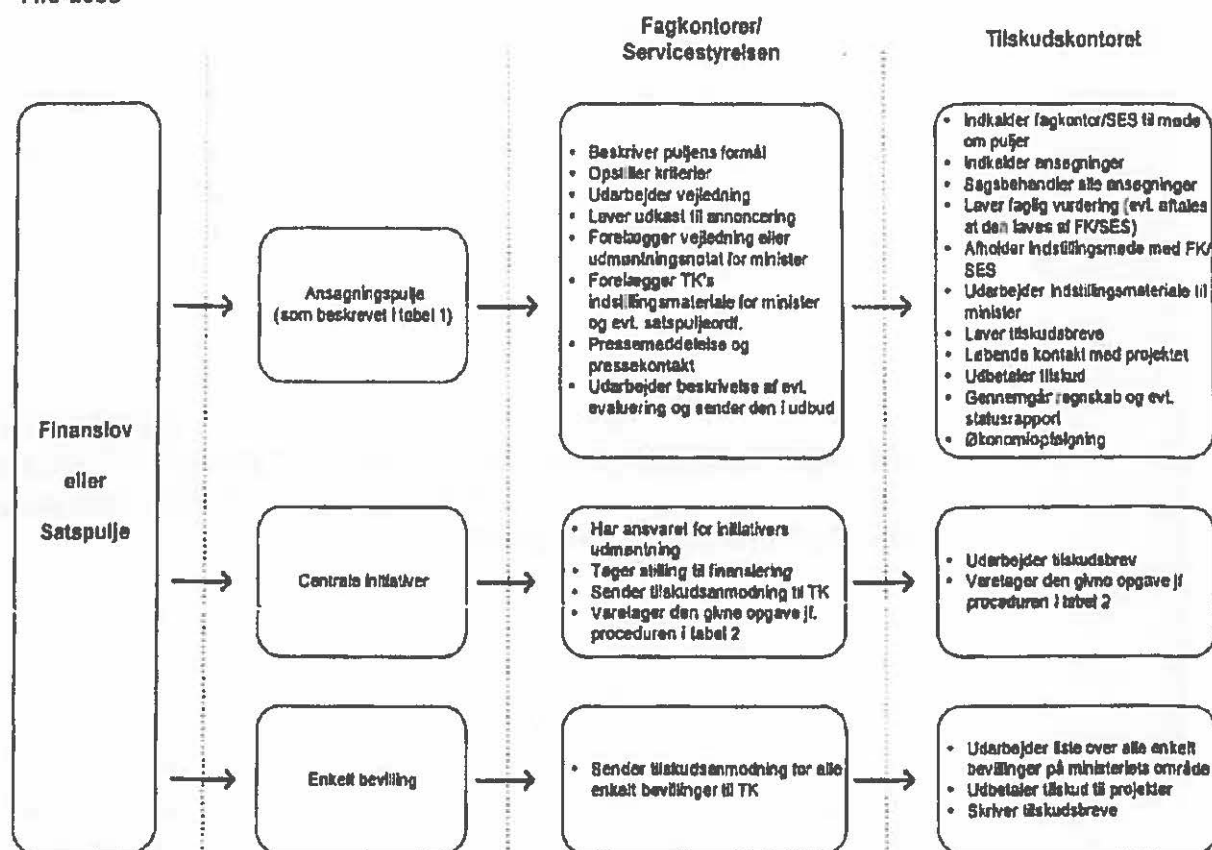 Fagkontorer/
Servicestyrelsen
Tilskudskontoret
Finanslov
eller
Satspulje
Ansøgningspulje
(som beskrevet i tabel 1)
• Beskriver puljens formål
• Opstiller kriterier
• Udarbejder vejledning
• Laver udkast til annoncering
• Forelægger vejledning eller
udmøntningsnotat for minister
• Forelægger TK's
indstillingsmateriale for minister
og evt. satspuljeordf.
• Pressemeddelelse og
pressekontakt
• Udarbejder beskrivelse af evt.
evaluering og sender den i udbud
• Indkalder fagkontor/SES til møde
om puljer
• Indkalder ansøgninger
• Sagsbehandler alle ansøgninger
• Laver faglig vurdering (evt. aftales
at den laves af FK/SES)
• Afholder indstillingsmøde med FK/
SES
• Udarbejder indstillingsmateriale til
minister
• Laver tilskudsbreve
• Løbende kontakt med projektet
• Udbetaler tilskud
• Gennemgår regnskab og evt.
statusrapport
• Økonomiopfølgning
Centrale initiativer
• Har ansvaret for initiativers
udmøntning
• Tager stilling til finansiering
• Sender tilskudsanmodning til TK
• Varetager den givne opgave jf.
proceduren i tabel 2
• Udarbejder tilskudsbrev
• Varetager den givne opgave jf
proceduren i tabel 2
Enkelt bevilling
• Sender tilskudsanmodning for alle
enkelt bevillinger til TK
• Udarbejder liste over alle enkelt
bevillinger på ministeriets område
• Udbetaler tilskud til projekter
• Skriver tilskudsbreve